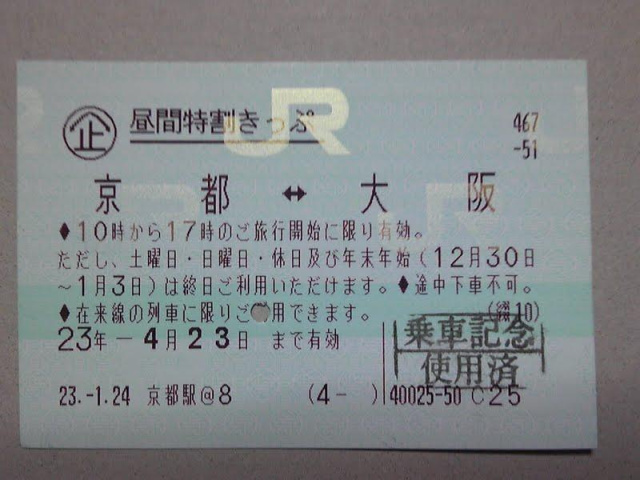 企 昼間特割きっぷ
JR
467
-51
京都 ↔ 大阪
♦10時から17時のご旅行開始に限り有効。
ただし、土曜日・日曜日・休日及び年末年始(12月30日
~1月3日)は終日ご利用いただけます。♦途中下車不可。
♦在来線の列車に限りご 用できます。
(綴10)
23年-4月23日 まで有効
乗車記念
使用済
23.-1.24 京都駅@8 (4- ) 40025-50 C25